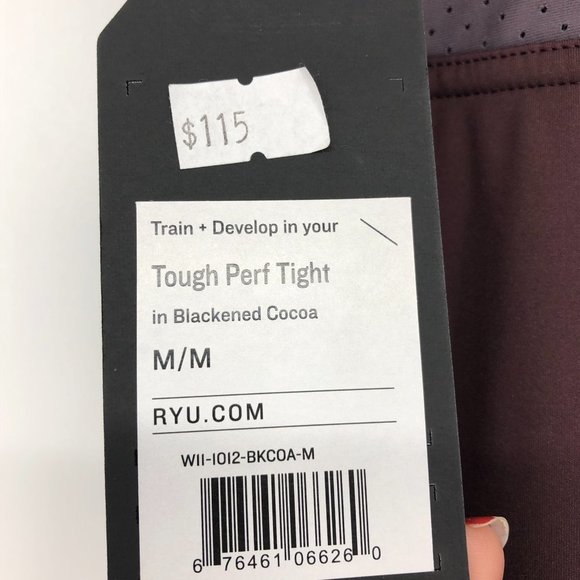 $115
Train + Develop in your
Tough Perf Tight
in Blackened Cocoa
M/M
RYU.COM
W11-1012-BKCOA-M
6 76461 06626 0